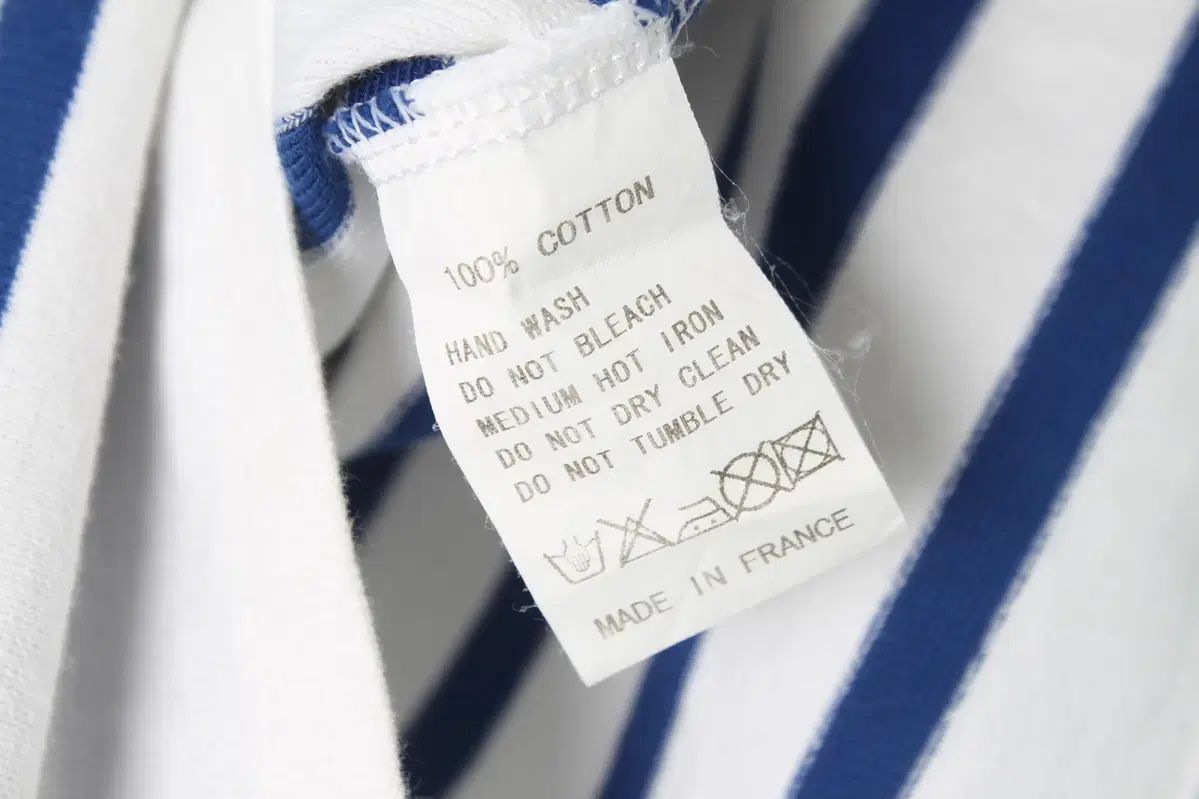 100% COTTON
HAND WASH
DO NOT BLEACH
MEDIUM HOT IRON
DO NOT DRY CLEAN
DO NOT TUMBLE DRY
MADE IN FRANCE